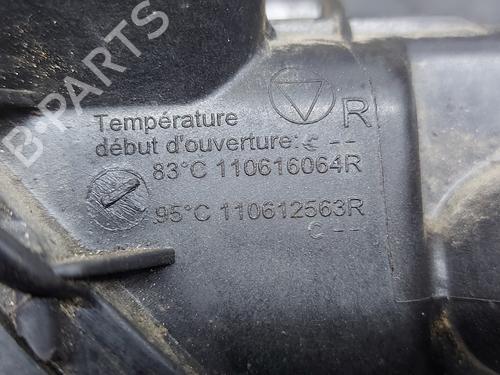 B-PARTS
R
Température
début d'ouverture: C --
83°C 110616064R
95°C 110612563R
C --